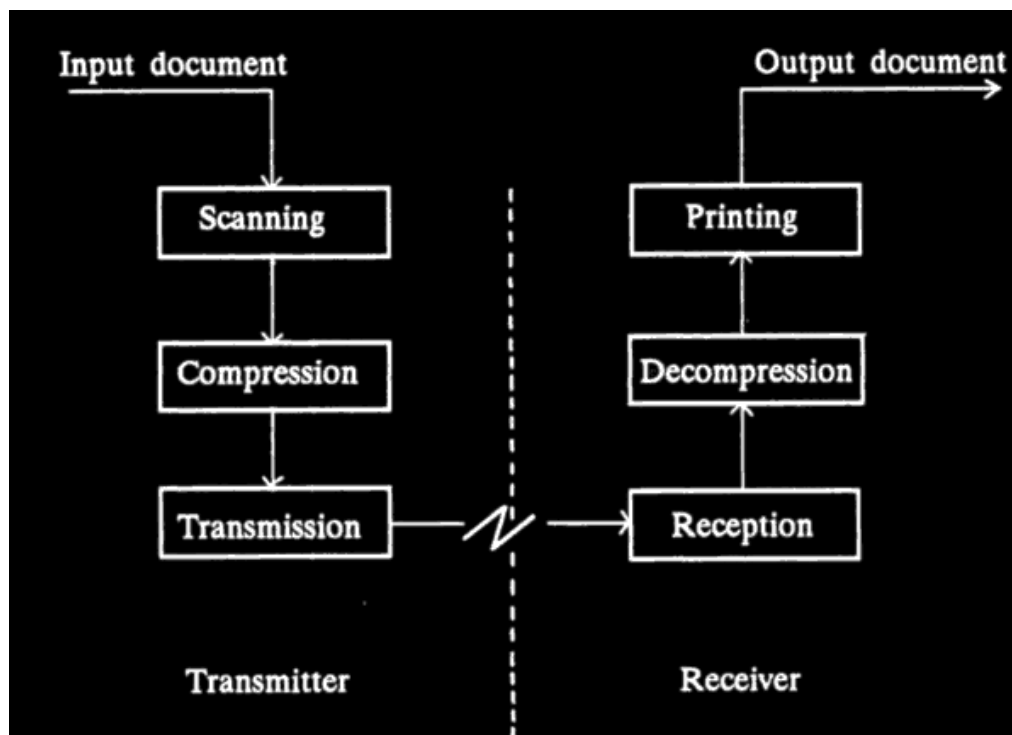 Input document
Output document
Scanning
Printing
Compression
Decompression
Transmission
Reception
Transmitter
Receiver